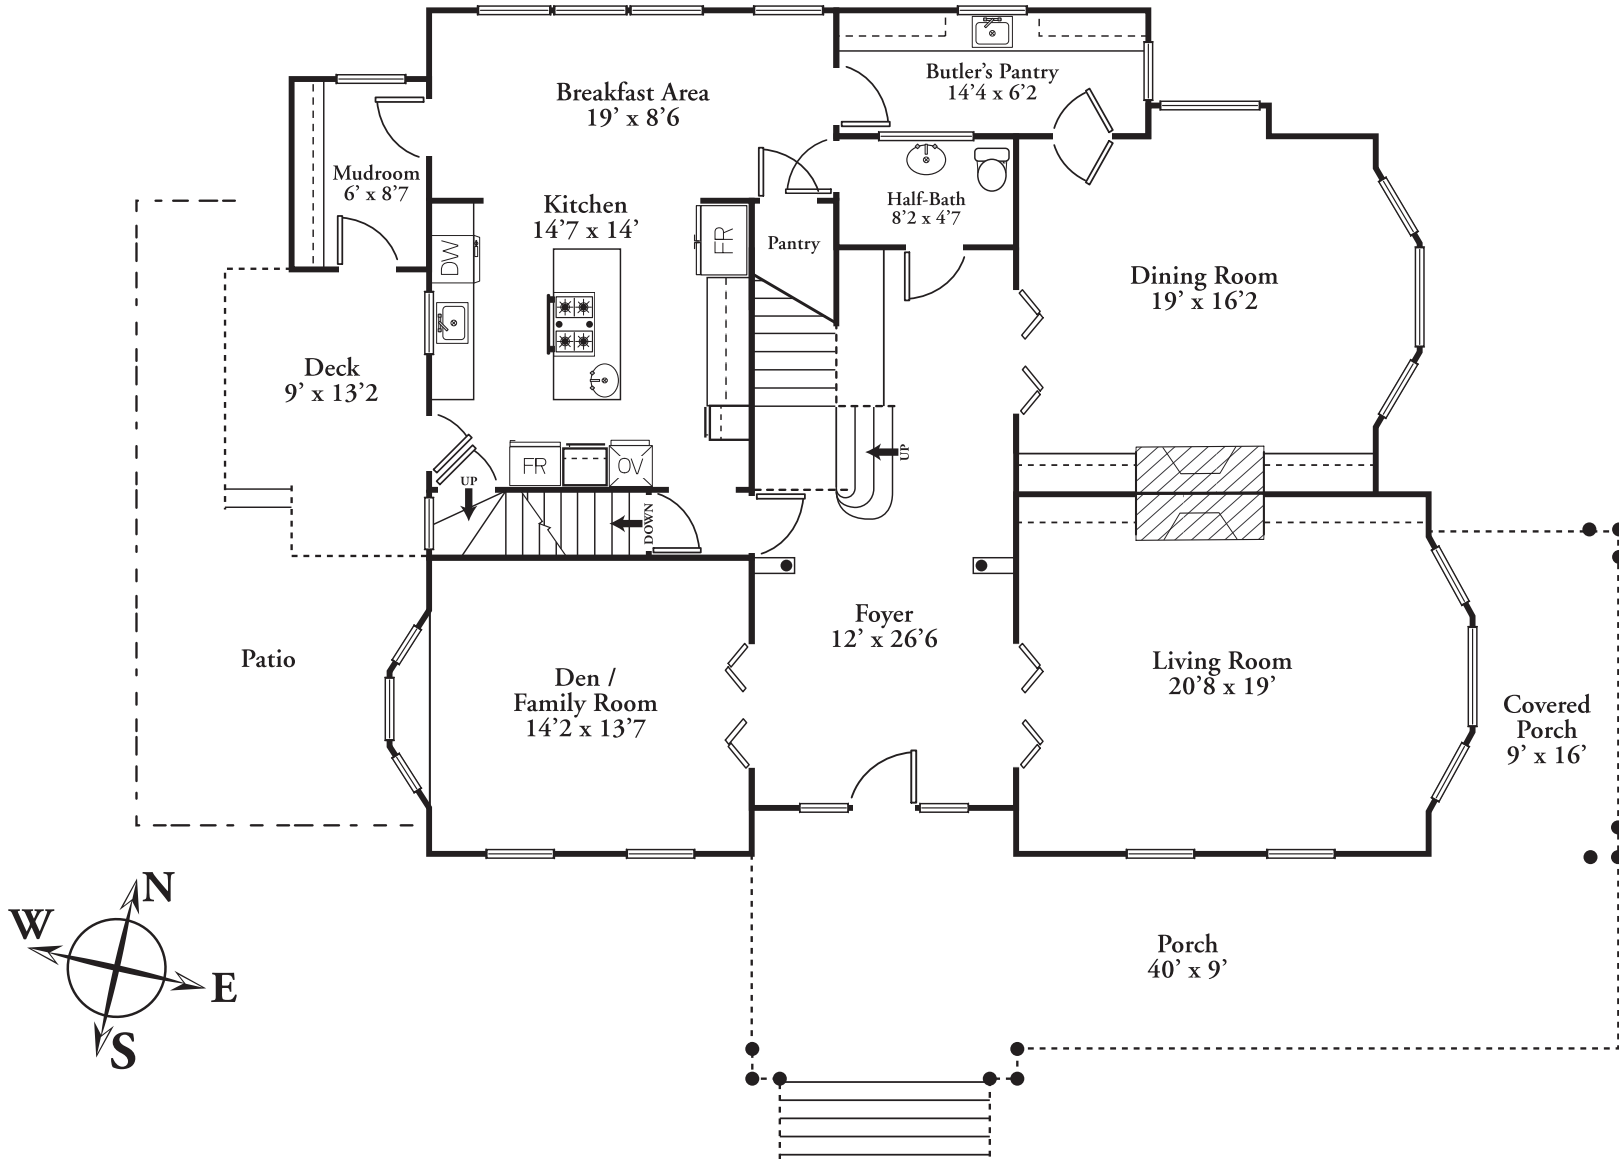 Breakfast Area
19’ x 8’6
Butler’s Pantry
14’4 x 6’2
Mudroom
6’ x 8’7
Kitchen
14’7 x 14’
Half-Bath
8’2 x 4’7
DW
FR
Pantry
Dining Room
19’ x 16’2
Deck
9’ x 13’2
UP
FR
OV
UP
DOWN
Foyer
12’ x 26’6
Patio
Den /
Family Room
14’2 x 13’7
Living Room
20’8 x 19’
Covered
Porch
9’ x 16’
N
W
E
S
Porch
40’ x 9’